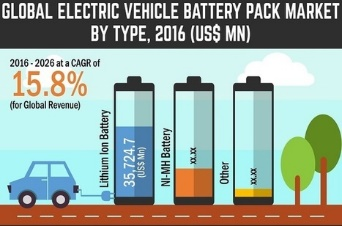 GLOBAL ELECTRIC VEHICLE BATTERY PACK MARKET
BY TYPE, 2016 (US$ MN)
2016 - 2026 at a CAGR of
15.8%
(for Global Revenue)
Lithium Ion Battery
35,724.7
(US$ Mn)
Ni-MH Battery
xx.xx
Other
xx.xx